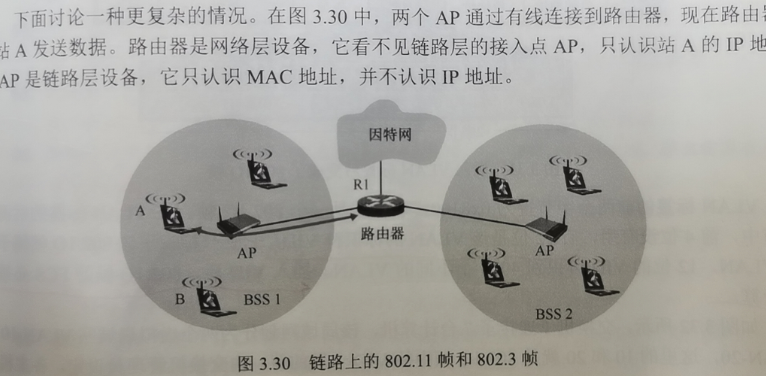 下面讨论一种更复杂的情况。在图 3.30 中，两个 AP 通过有线连接到路由器，现在路由
站 A 发送数据。路由器是网络层设备，它看不见链路层的接入点 AP，只认识站 A 的 IP 地
AP 是链路层设备，它只认识 MAC 地址，并不认识 IP 地址。
因特网
R1
A
路由器
AP
AP
B
BSS 1
BSS 2
图 3.30 链路上的 802.11 帧和 802.3 帧